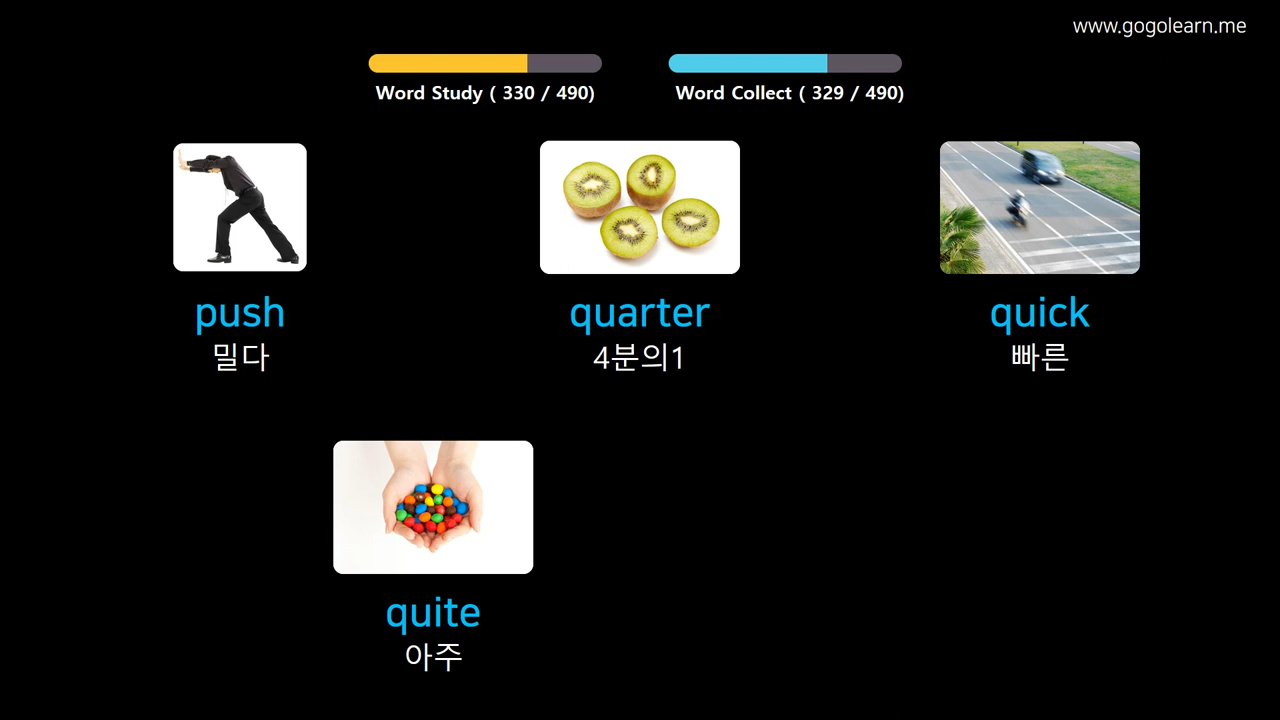 www.gogolearn.me
Word Study ( 330 / 490)
Word Collect ( 329 / 490)
push
밀다
quarter
4분의1
quick
빠른
quite
아주